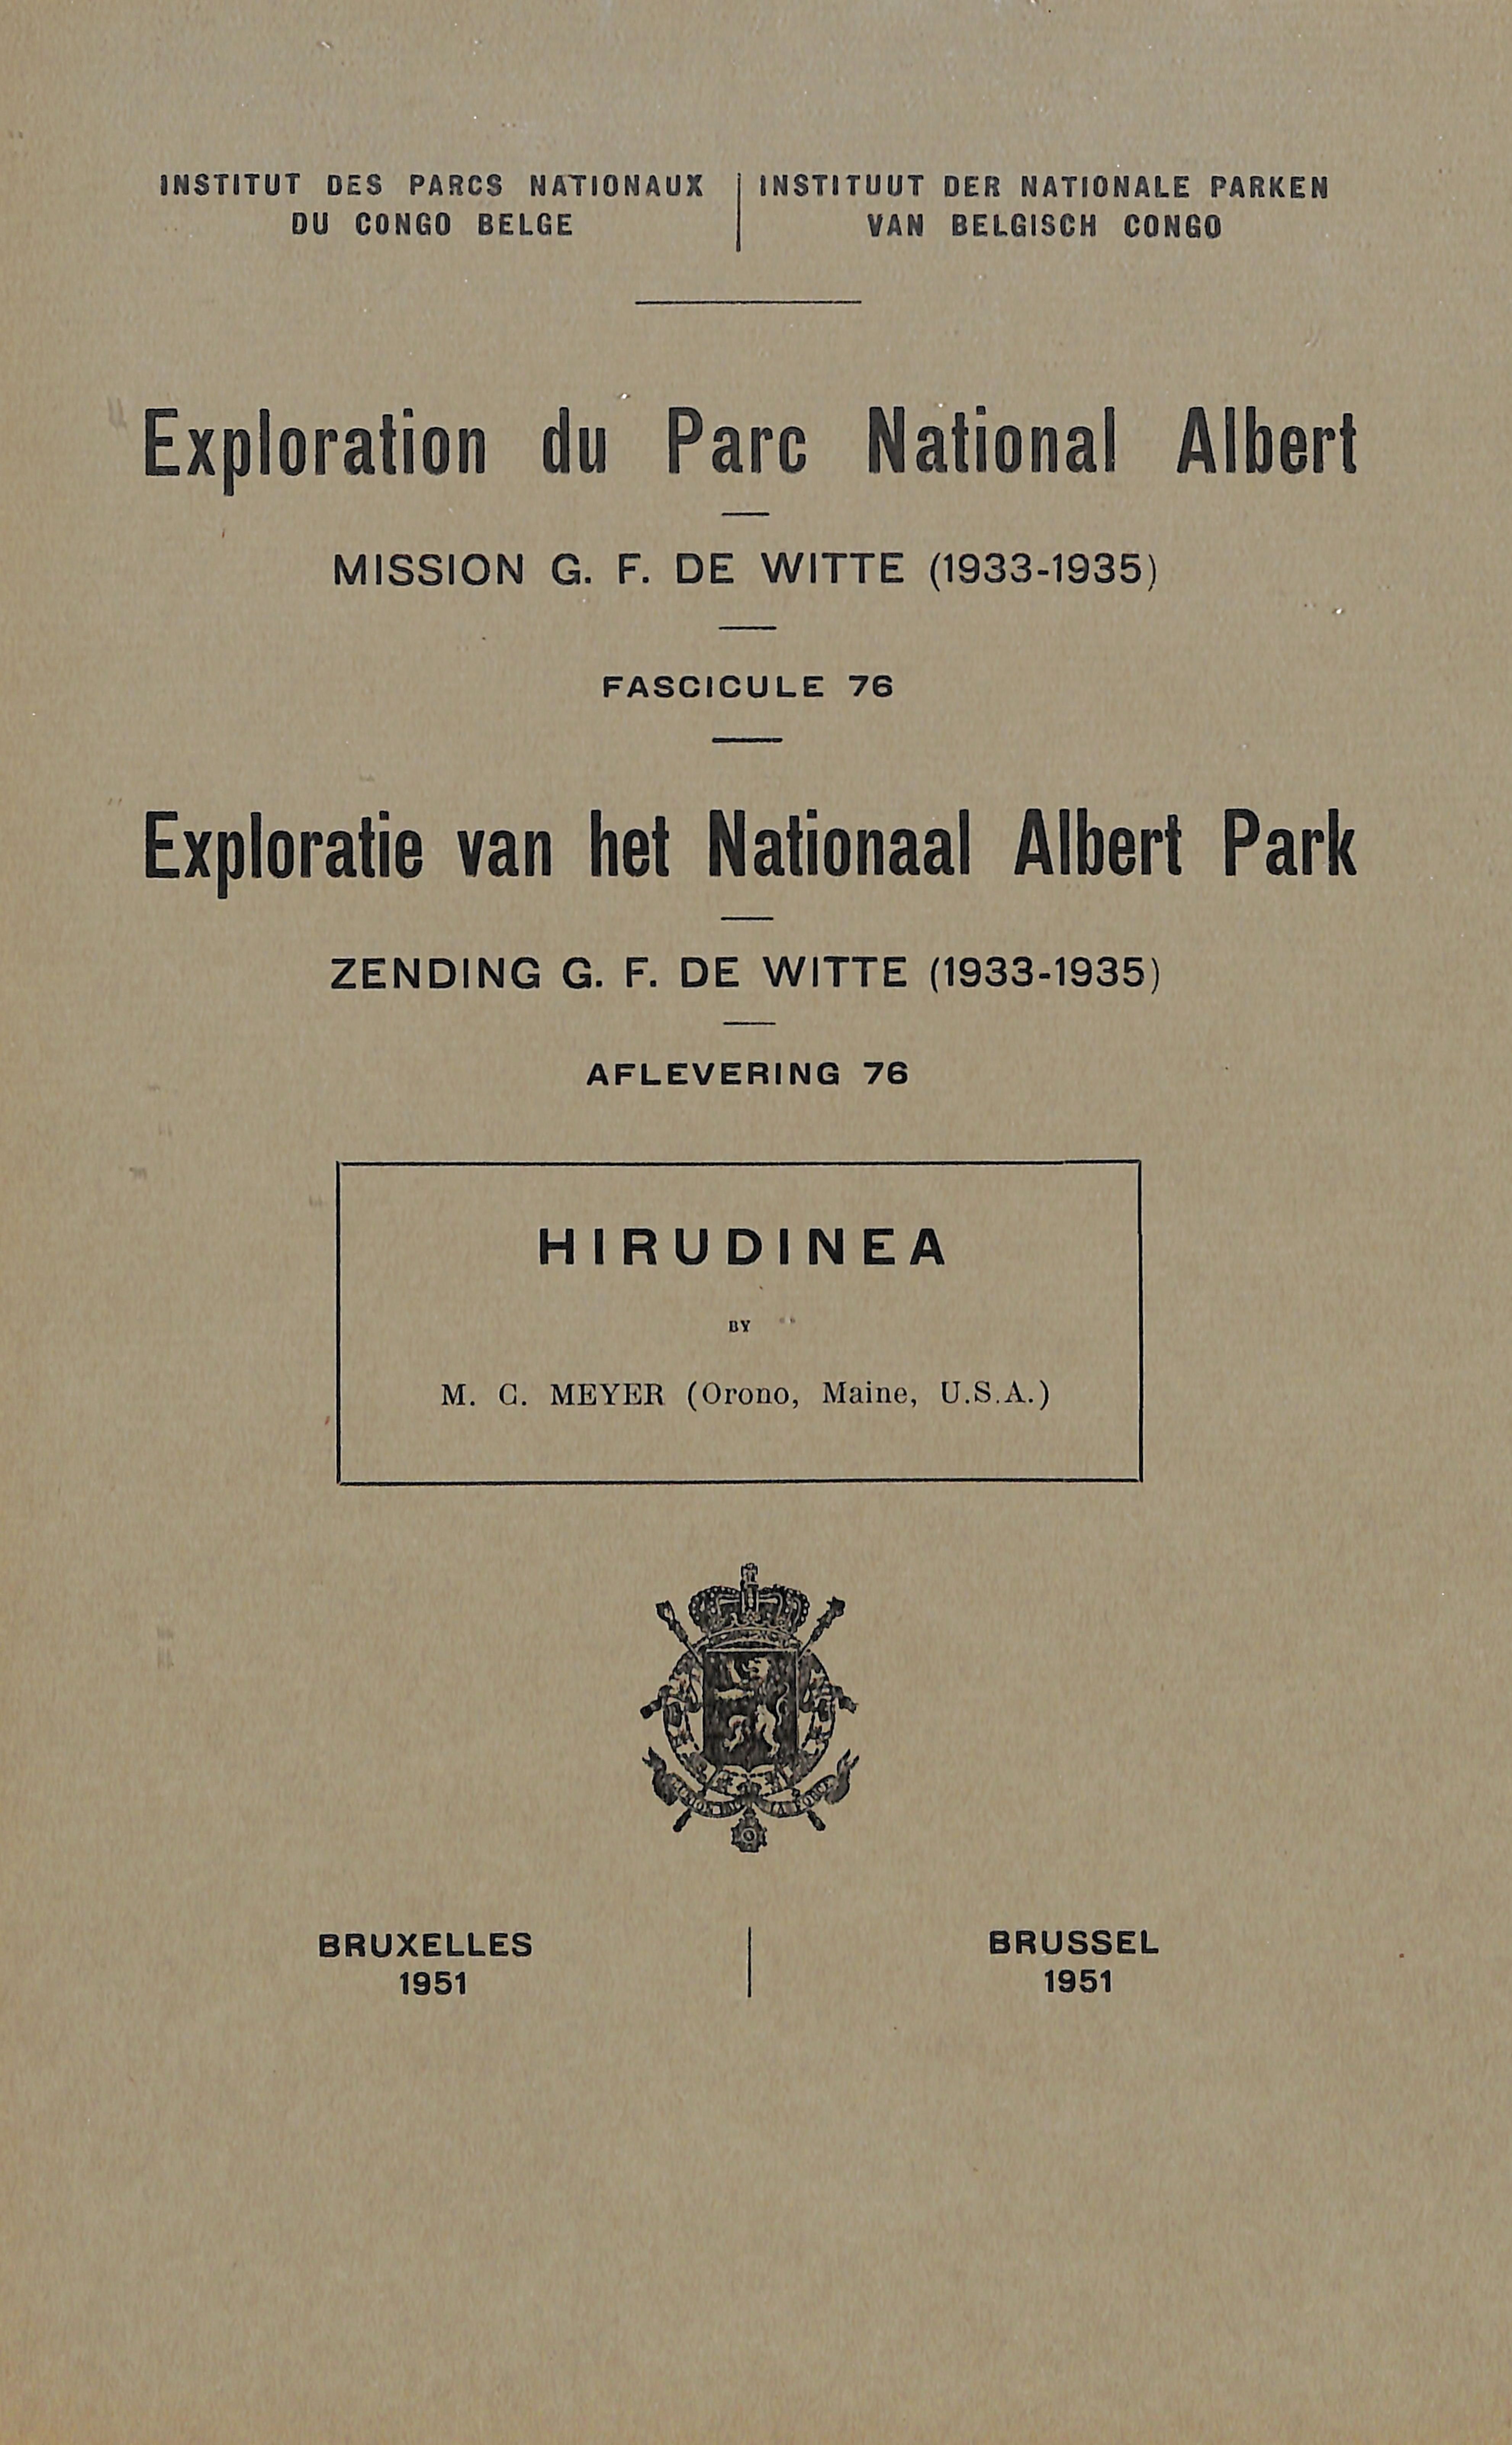 INSTITUT DES PARCS NATIONAUX
DU CONGO BELGE
INSTITUUT DER NATIONALE PARKEN
VAN BELGISCH CONGO
Exploration du Parc National Albert
MISSION G. F. DE WITTE (1933-1935)
FASCICULE 76
Exploratie van het Nationaal Albert Park
ZENDING G. F. DE WITTE (1933-1935)
AFLEVERING 76
HIRUDINEA
BY
M. C. MEYER (Orono, Maine, U.S.A.)
BRUXELLES
1951
BRUSSEL
1951